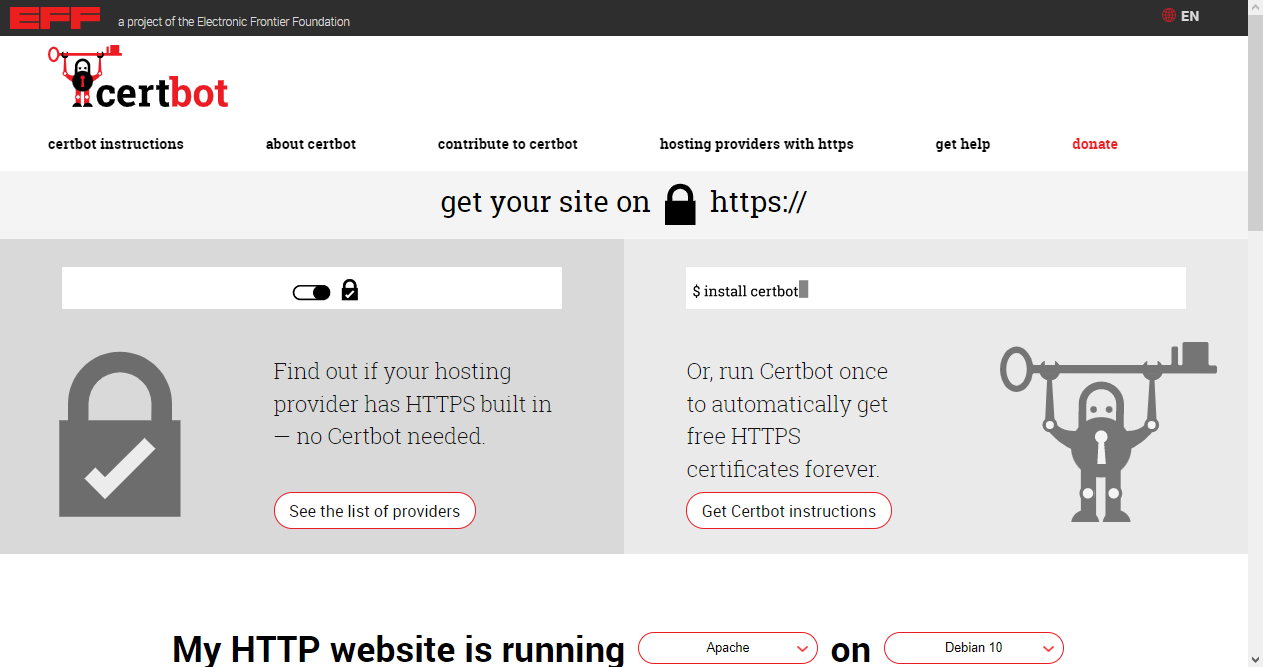 EFF a project of the Electronic Frontier Foundation EN
certbot
certbot instructions about certbot contribute to certbot hosting providers with https get help donate
get your site on https://
$ install certbot
Find out if your hosting
provider has HTTPS built in
— no Certbot needed.
See the list of providers
Or, run Certbot once
to automatically get
free HTTPS
certificates forever.
Get Certbot instructions
My HTTP website is running Apache on Debian 10